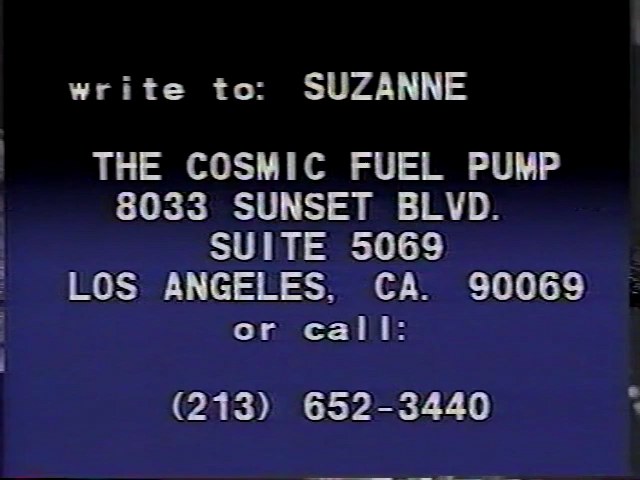 write to: SUZANNE
THE COSMIC FUEL PUMP
8033 SUNSET BLVD.
SUITE 5069
LOS ANGELES, CA. 90069
or call:
(213) 652-3440